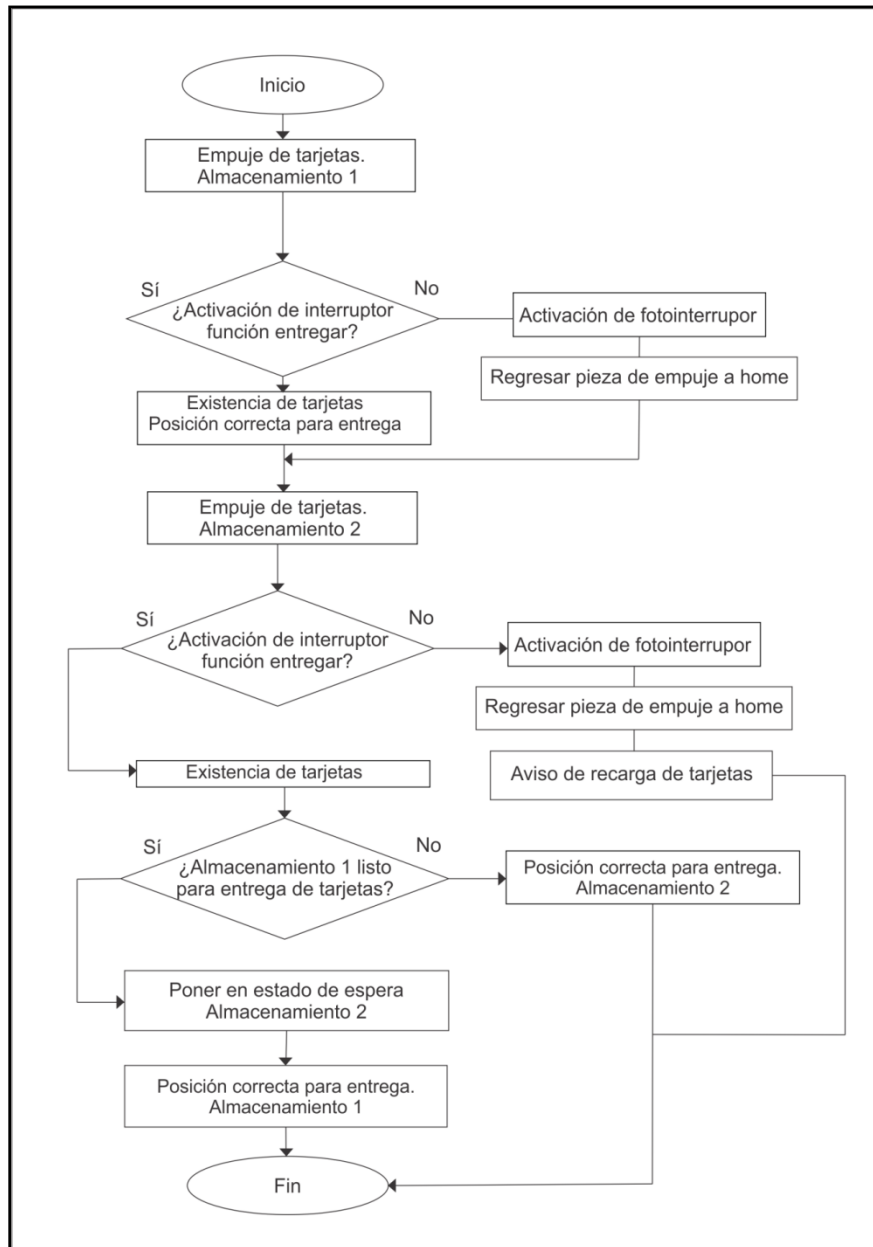 Inicio
Empuje de tarjetas.
Almacenamiento 1
Sí
No
¿Activación de interruptor
función entregar?
Activación de fotointerrupor
Regresar pieza de empuje a home
Existencia de tarjetas
Posición correcta para entrega
Empuje de tarjetas.
Almacenamiento 2
Sí
No
¿Activación de interruptor
función entregar?
Activación de fotointerrupor
Regresar pieza de empuje a home
Aviso de recarga de tarjetas
Existencia de tarjetas
Sí
No
¿Almacenamiento 1 listo
para entrega de tarjetas?
Posición correcta para entrega.
Almacenamiento 2
Poner en estado de espera
Almacenamiento 2
Posición correcta para entrega.
Almacenamiento 1
Fin